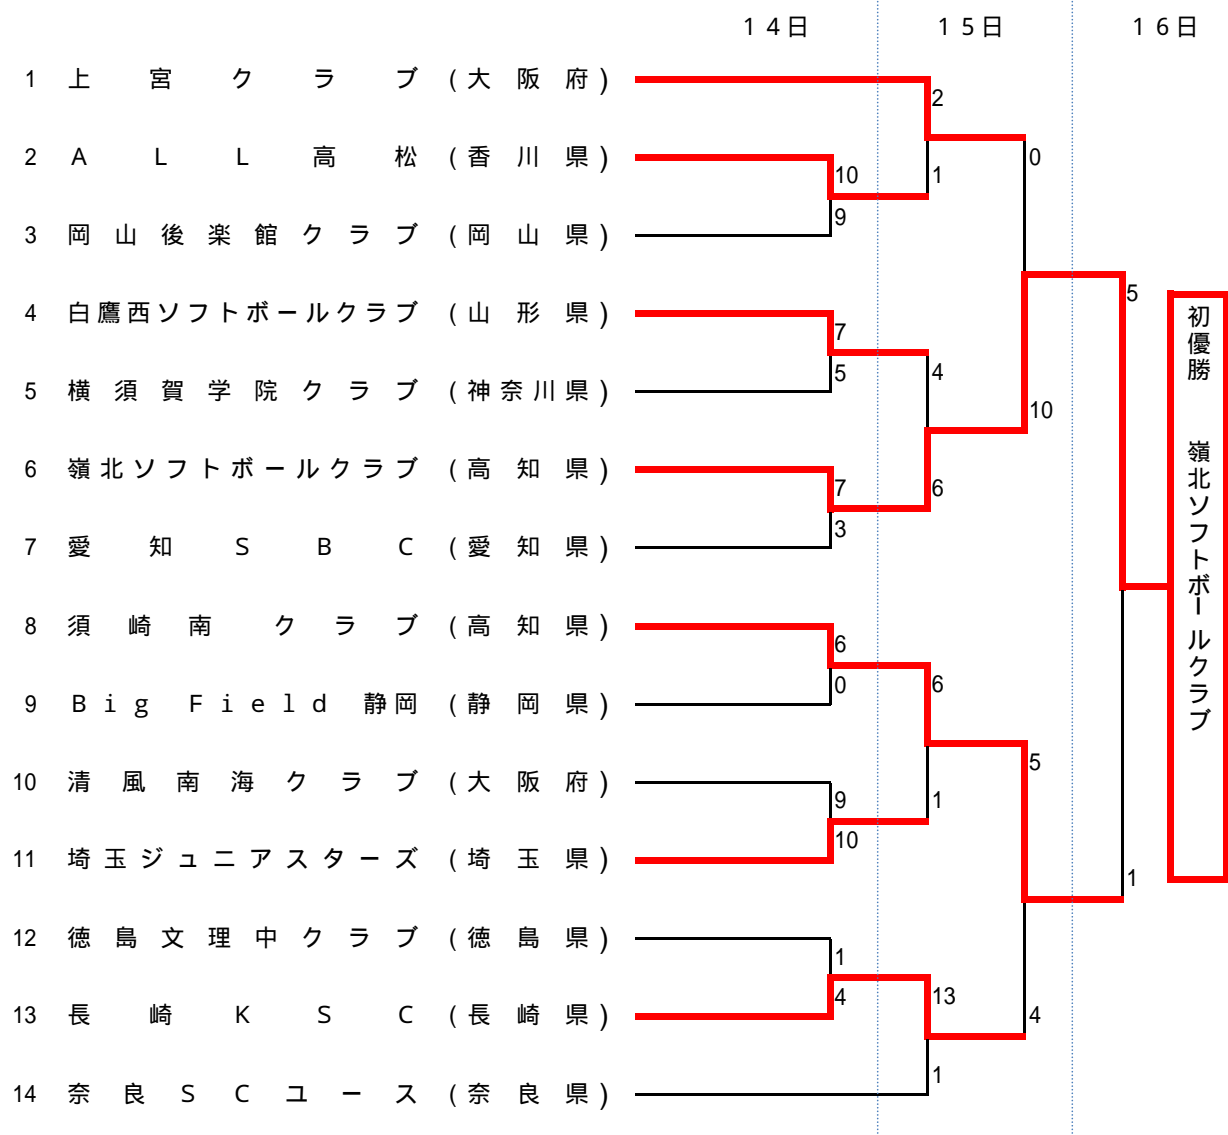 14日 15日 16日
1 上宮クラブ (大阪府)
2
2 ALL高松 (香川県)
10
1
0
3 岡山後楽館クラブ (岡山県)
9
4 白鷹西ソフトボールクラブ (山形県)
7
5
5 横須賀学院クラブ (神奈川県)
5
4
10
6 嶺北ソフトボールクラブ (高知県)
7
6
7 愛知SBC (愛知県)
3
8 須崎南クラブ (高知県)
6
9 Big Field 静岡 (静岡県)
0
6
10 清風南海クラブ (大阪府)
9
1
5
11 埼玉ジュニアスターズ (埼玉県)
10
1
12 徳島文理中クラブ (徳島県)
1
13 長崎KSC (長崎県)
4
13
4
14 奈良SCユース (奈良県)
1
初優勝 嶺北ソフトボールクラブ